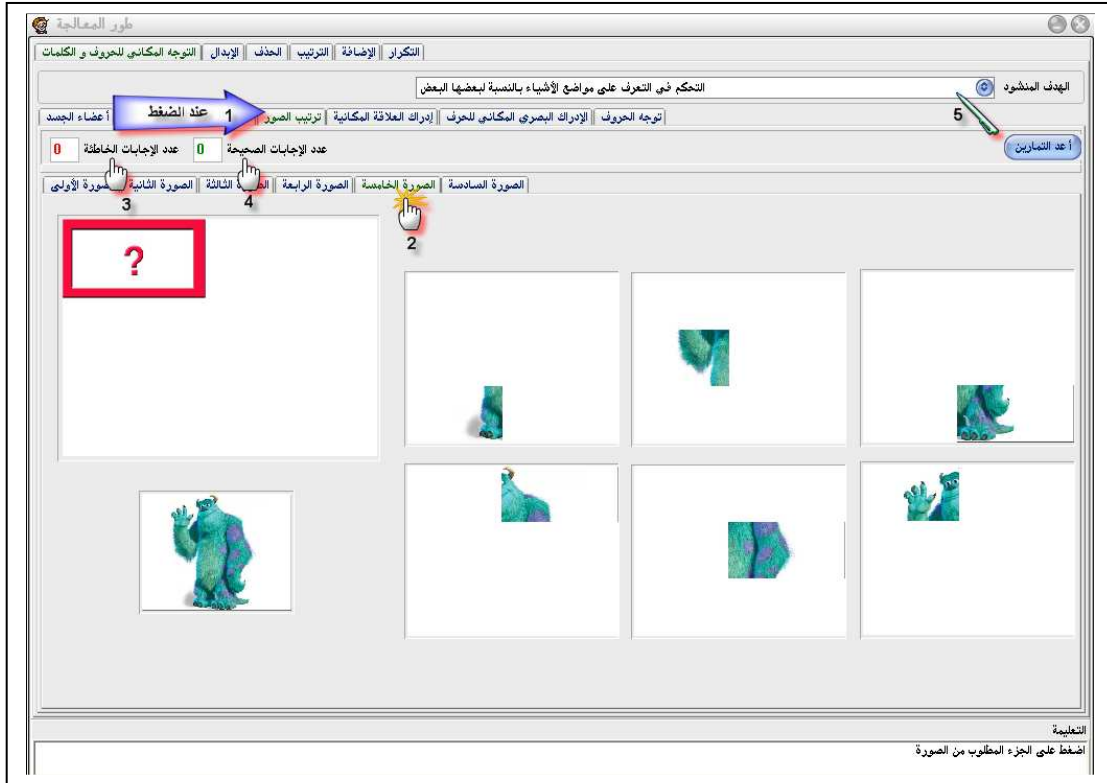 طور المعالجة
التكرار الإضافة الترتيب الحذف الإبدال التوجه المكاني للحروف و الكلمات
الهدف المنشود التحكم في التعرف على مواضع الأشياء بالنسبة لبعضها البعض
توجه الحروف الإدراك البصري المكاني للحرف إدراك العلاقة المكانية ترتيب الصور أعضاء الجسد
1 عند الضغط
5
أعد التمارين
عدد الإجابات الصحيحة 0 عدد الإجابات الخاطئة 0
الصورة السادسة الصورة الخامسة الصورة الرابعة الصورة الثالثة الصورة الثانية الصورة الأولى
3
4
2
?
التعليمة
اضغط على الجزء المطلوب من الصورة